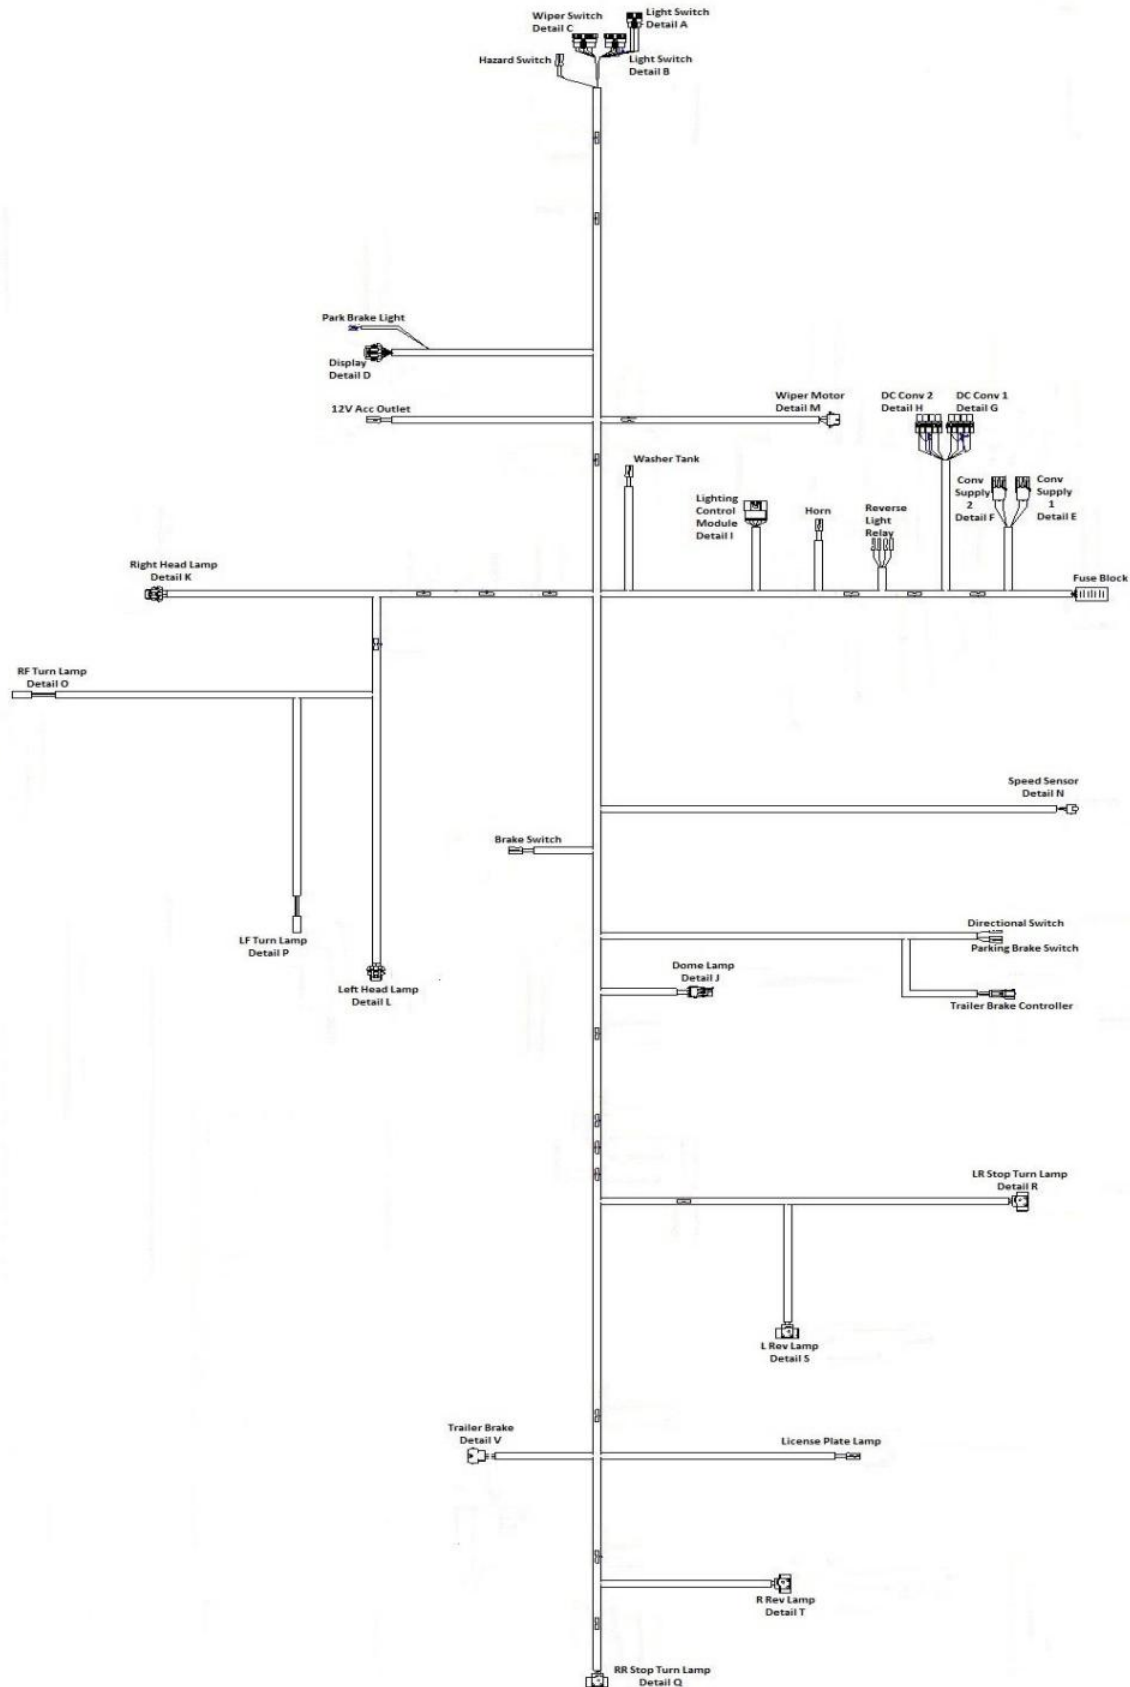 Wiper Switch
Detail C
Light Switch
Detail A
Hazard Switch
Light Switch
Detail B
Park Brake Light
Display
Detail D
12V Acc Outlet
Wiper Motor
Detail M
DC Conv 2
Detail H
DC Conv 1
Detail G
Washer Tank
Lighting
Control
Module
Detail I
Horn
Reverse
Light
Relay
Conv
Supply
2
Detail F
Conv
Supply
1
Detail E
Right Head Lamp
Detail K
Fuse Block
RF Turn Lamp
Detail O
Speed Sensor
Detail N
Brake Switch
LF Turn Lamp
Detail P
Left Head Lamp
Detail L
Directional Switch
Parking Brake Switch
Dome Lamp
Detail J
Trailer Brake Controller
LR Stop Turn Lamp
Detail R
L Rev Lamp
Detail S
Trailer Brake
Detail V
License Plate Lamp
R Rev Lamp
Detail T
RR Stop Turn Lamp
Detail Q